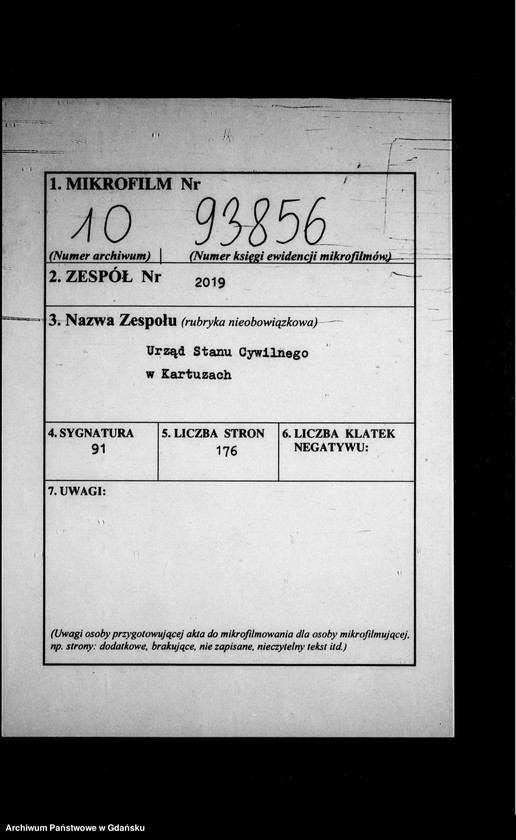 1. MIKROFILM Nr
10 93856
(Numer archiwum) (Numer księgi ewidencji mikrofilmów)
2. ZESPÓŁ Nr 2019
3. Nazwa Zespołu (rubryka nieobowiązkowa)
Urząd Stanu Cywilnego
w Kartuzach
4. SYGNATURA 5. LICZBA STRON 6. LICZBA KLATEK
91 176 NEGATYWU:
7. UWAGI:
(Uwagi osoby przygotowującej akta do mikrofilmowania dla osoby mikrofilmującej,
np. strony: dodatkowe, brakujące, nie zapisane, nieczytelny tekst itd.)
Archiwum Państwowe w Gdańsku